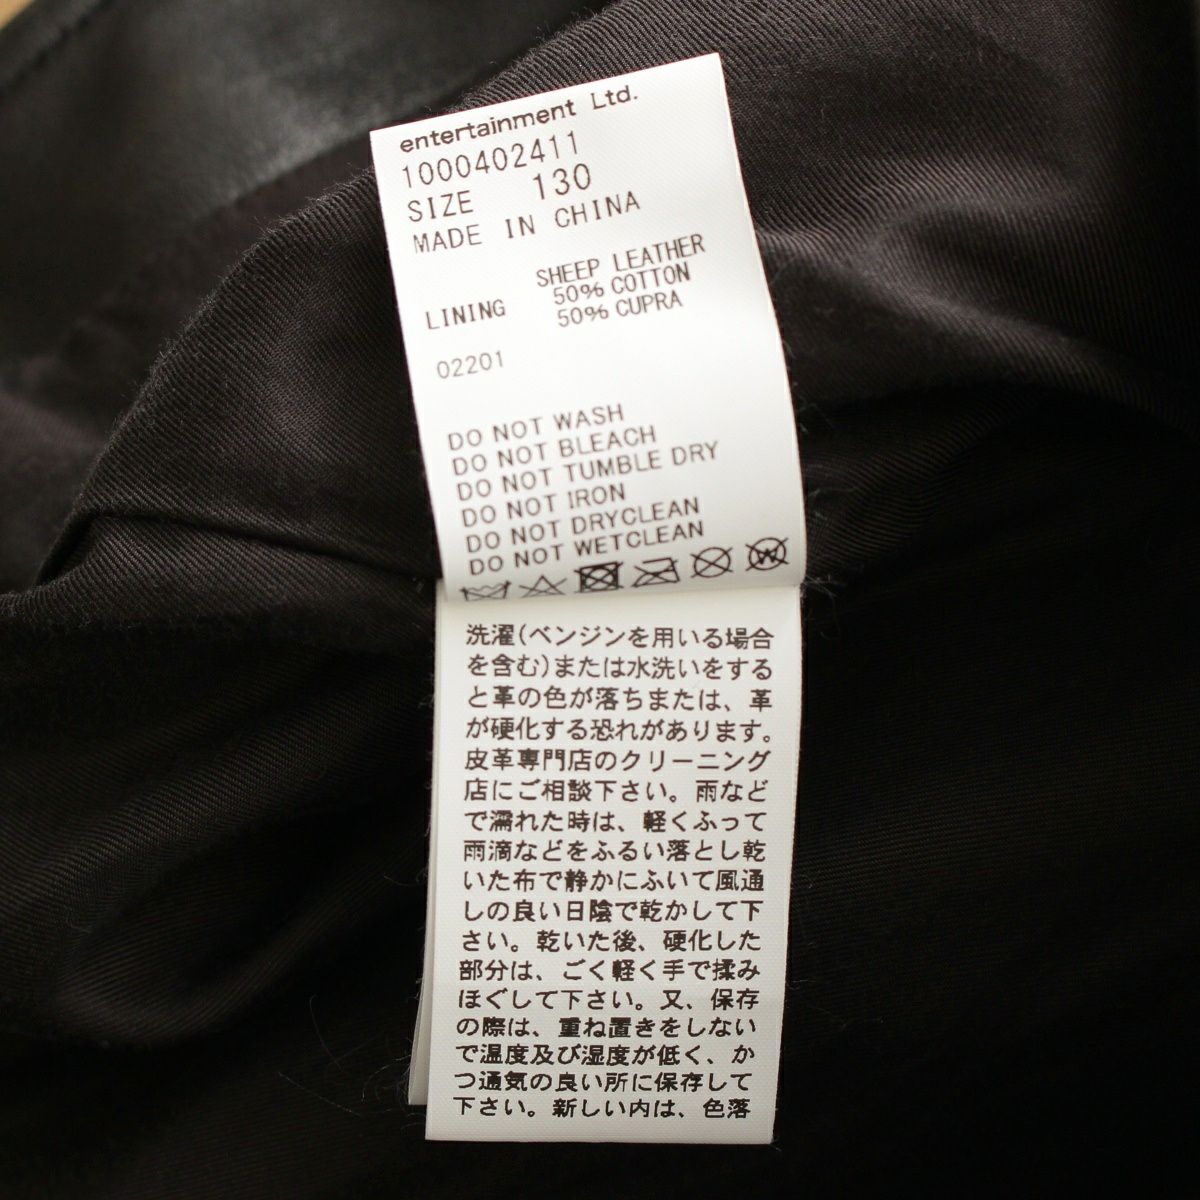 entertainment Ltd.
1000402411
SIZE 130
MADE IN CHINA
SHEEP LEATHER
LINING 50% COTTON
50% CUPRA
02201
DO NOT WASH
DO NOT BLEACH
DO NOT TUMBLE DRY
DO NOT IRON
DO NOT DRYCLEAN
DO NOT WETCLEAN
W
洗濯(ベンジンを用いる場合
を含む)または水洗いをする
と革の色が落ちまたは、革
が硬化する恐れがあります。
皮革専門店のクリーニング
店にご相談下さい。雨など
で濡れた時は、軽くふって
雨滴などをふるい落とし乾
いた布で静かにふいて風通
しの良い日陰で乾かして下
さい。乾いた後、硬化した
部分は、ごく軽く手で揉み
ほぐして下さい。又、保存
の際は、重ね置きをしない
で温度及び湿度が低く、か
つ通気の良い所に保存して
下さい。新しい内は、色落